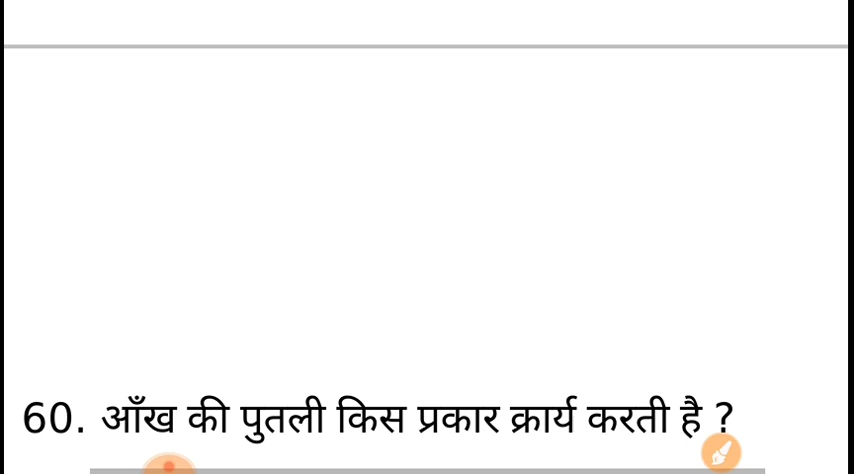 60. आँख की पुतली किस प्रकार क्रार्य करती है ?